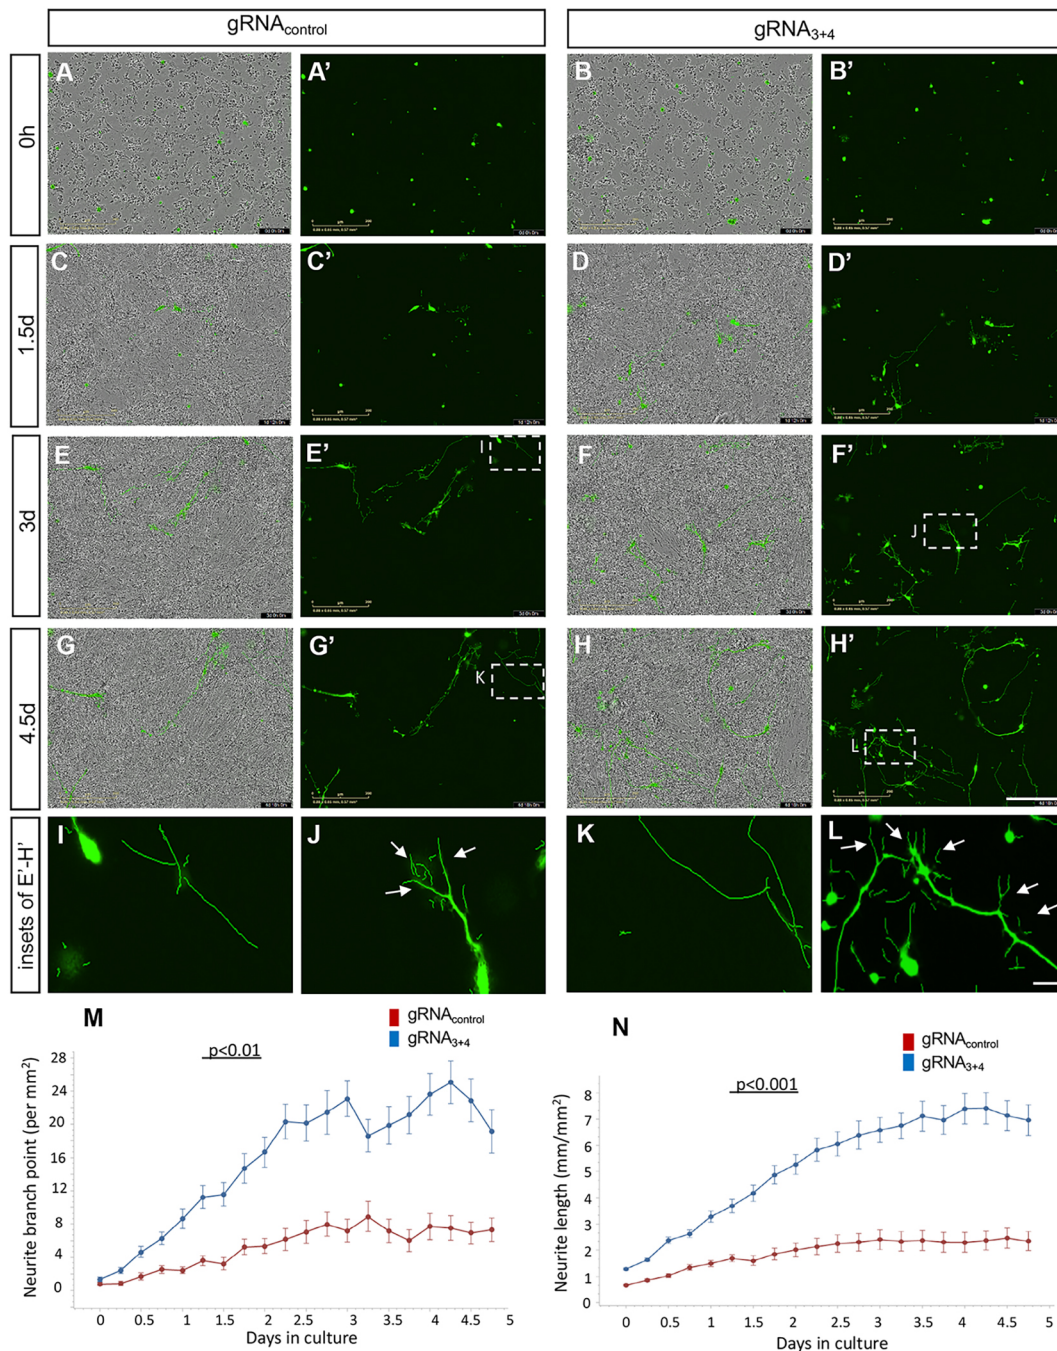 gRNAcontrol
gRNA3+4
0h
A
A'
B
B'
1.5d
C
C'
D
D'
3d
E
E'
I
F
F'
J
4.5d
G
G'
K
H
H'
L
insets of E'-H'
I
J
K
L
M
gRNAcontrol
gRNA3+4
p<0.01
Neurite branch point (per mm²)
28
24
20
16
12
8
4
0
0 0.5 1 1.5 2 2.5 3 3.5 4 4.5 5
Days in culture
N
gRNAcontrol
gRNA3+4
p<0.001
Neurite length (mm/mm²)
8
7
6
5
4
3
2
1
0
0 0.5 1 1.5 2 2.5 3 3.5 4 4.5 5
Days in culture